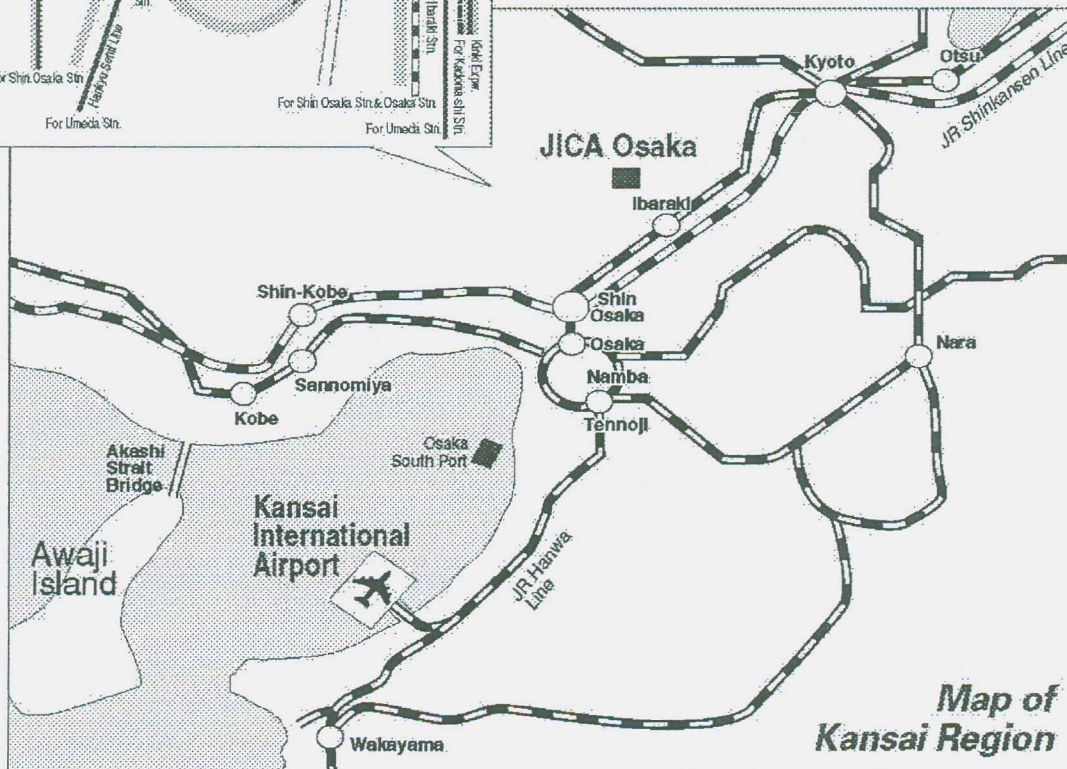 Stn.
For Shin Osaka Stn.
Hankyu Senri Line
For Umeda Stn.
For Shin Osaka Stn. & Osaka Stn.
For Umeda Stn.
Ibaraki Stn.
For Kadoma-shi Stn.
Kinki Expw.
Kyoto
Otsu
JR Shinkansen Line
JICA Osaka
Ibaraki
Shin-Kobe
Shin
Osaka
Osaka
Sannomiya
Namba
Nara
Kobe
Tennoji
Akashi
Strait
Bridge
Osaka
South Port
Kansai
International
Airport
Awaji
Island
JR Hanwa
Line
Wakayama
Map of
Kansai Region